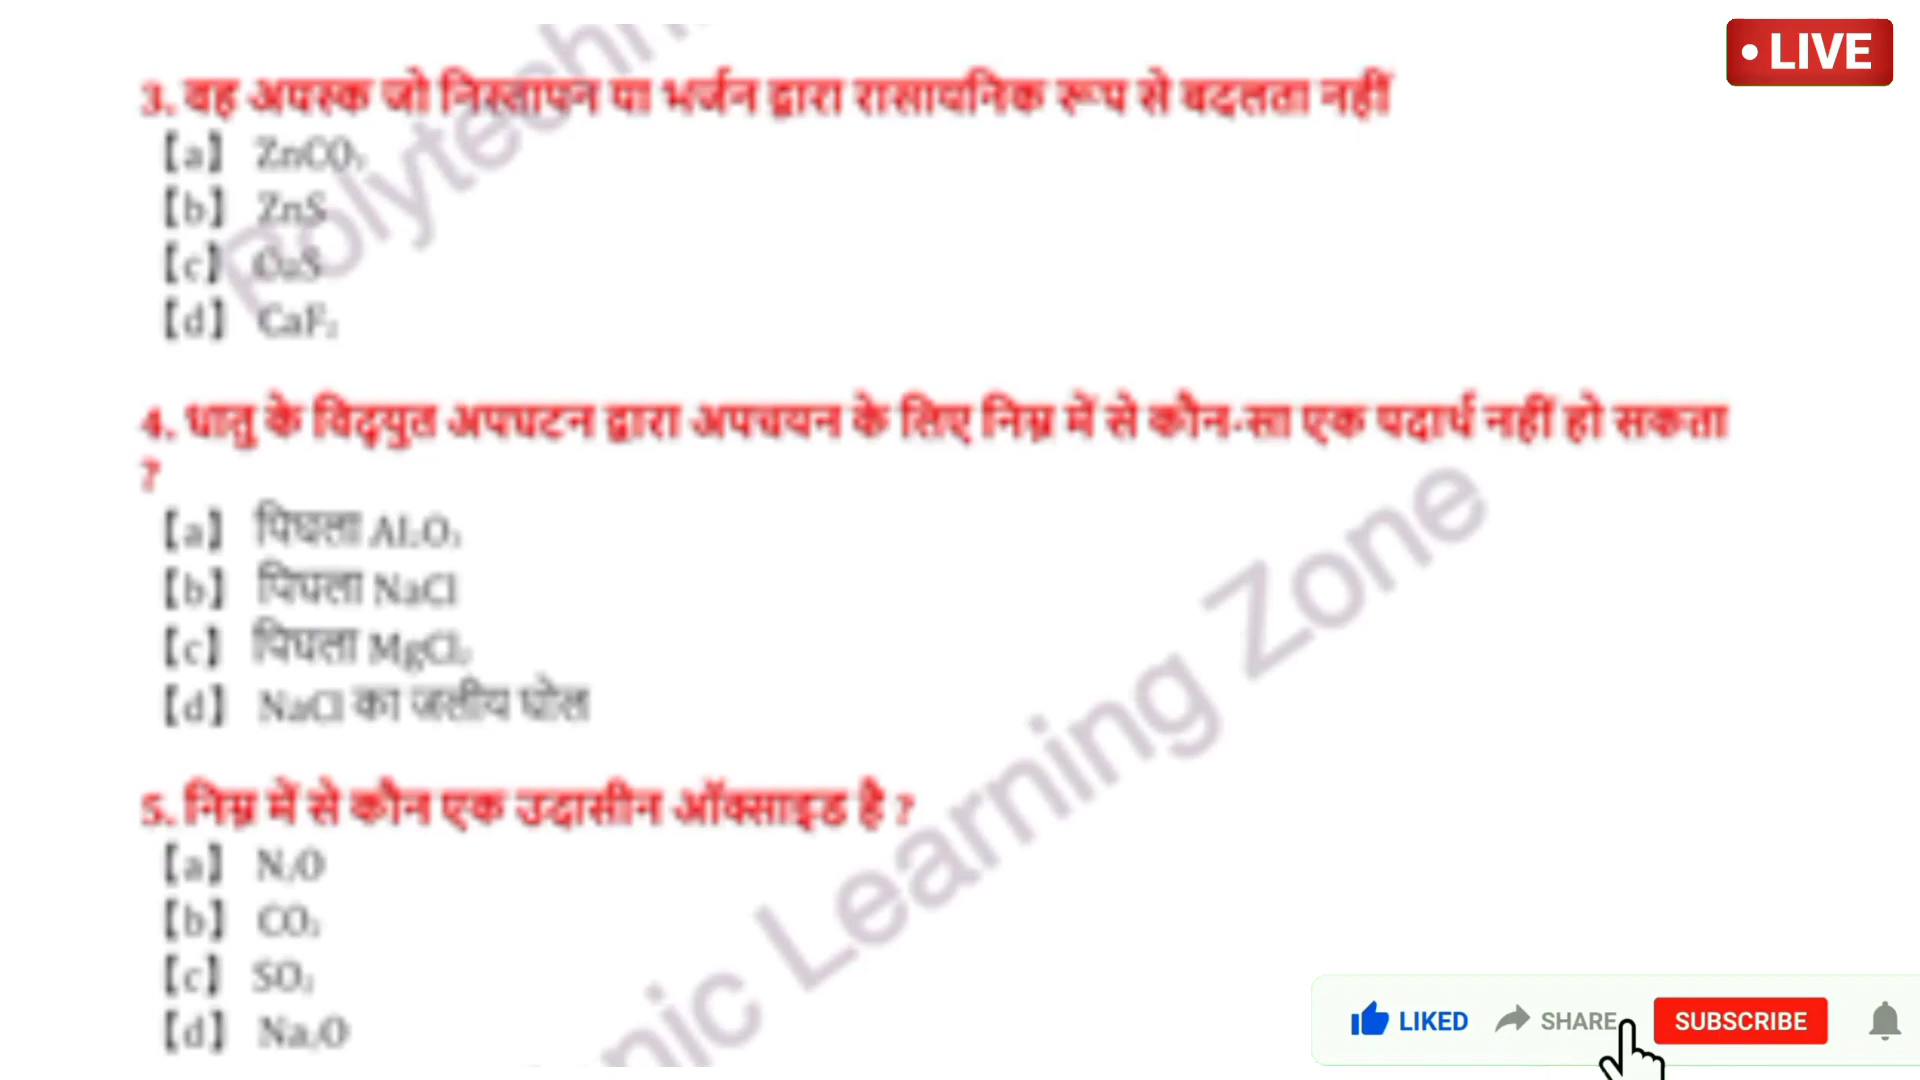 LIVE
3. वह अयस्क जो निस्तापन या भर्जन द्वारा रासायनिक रूप से बदलता नहीं
【a】 ZnCO₃
【b】 ZnS
【c】 CuS
【d】 CaF₂
4. धातु के विद्युत अपघटन द्वारा अपचयन के लिए निम्न में से कौन-सा एक पदार्थ नहीं हो सकता
?
【a】 पिघला Al₂O₃
【b】 पिघला NaCl
【c】 पिघला MgCl₂
【d】 NaCl का जलीय घोल
5. निम्न में से कौन एक उदासीन ऑक्साइड है ?
【a】 N₂O
【b】 CO₂
【c】 SO₂
【d】 Na₂O
Polytechni
nic Learning Zone
LIKED SHARE SUBSCRIBE